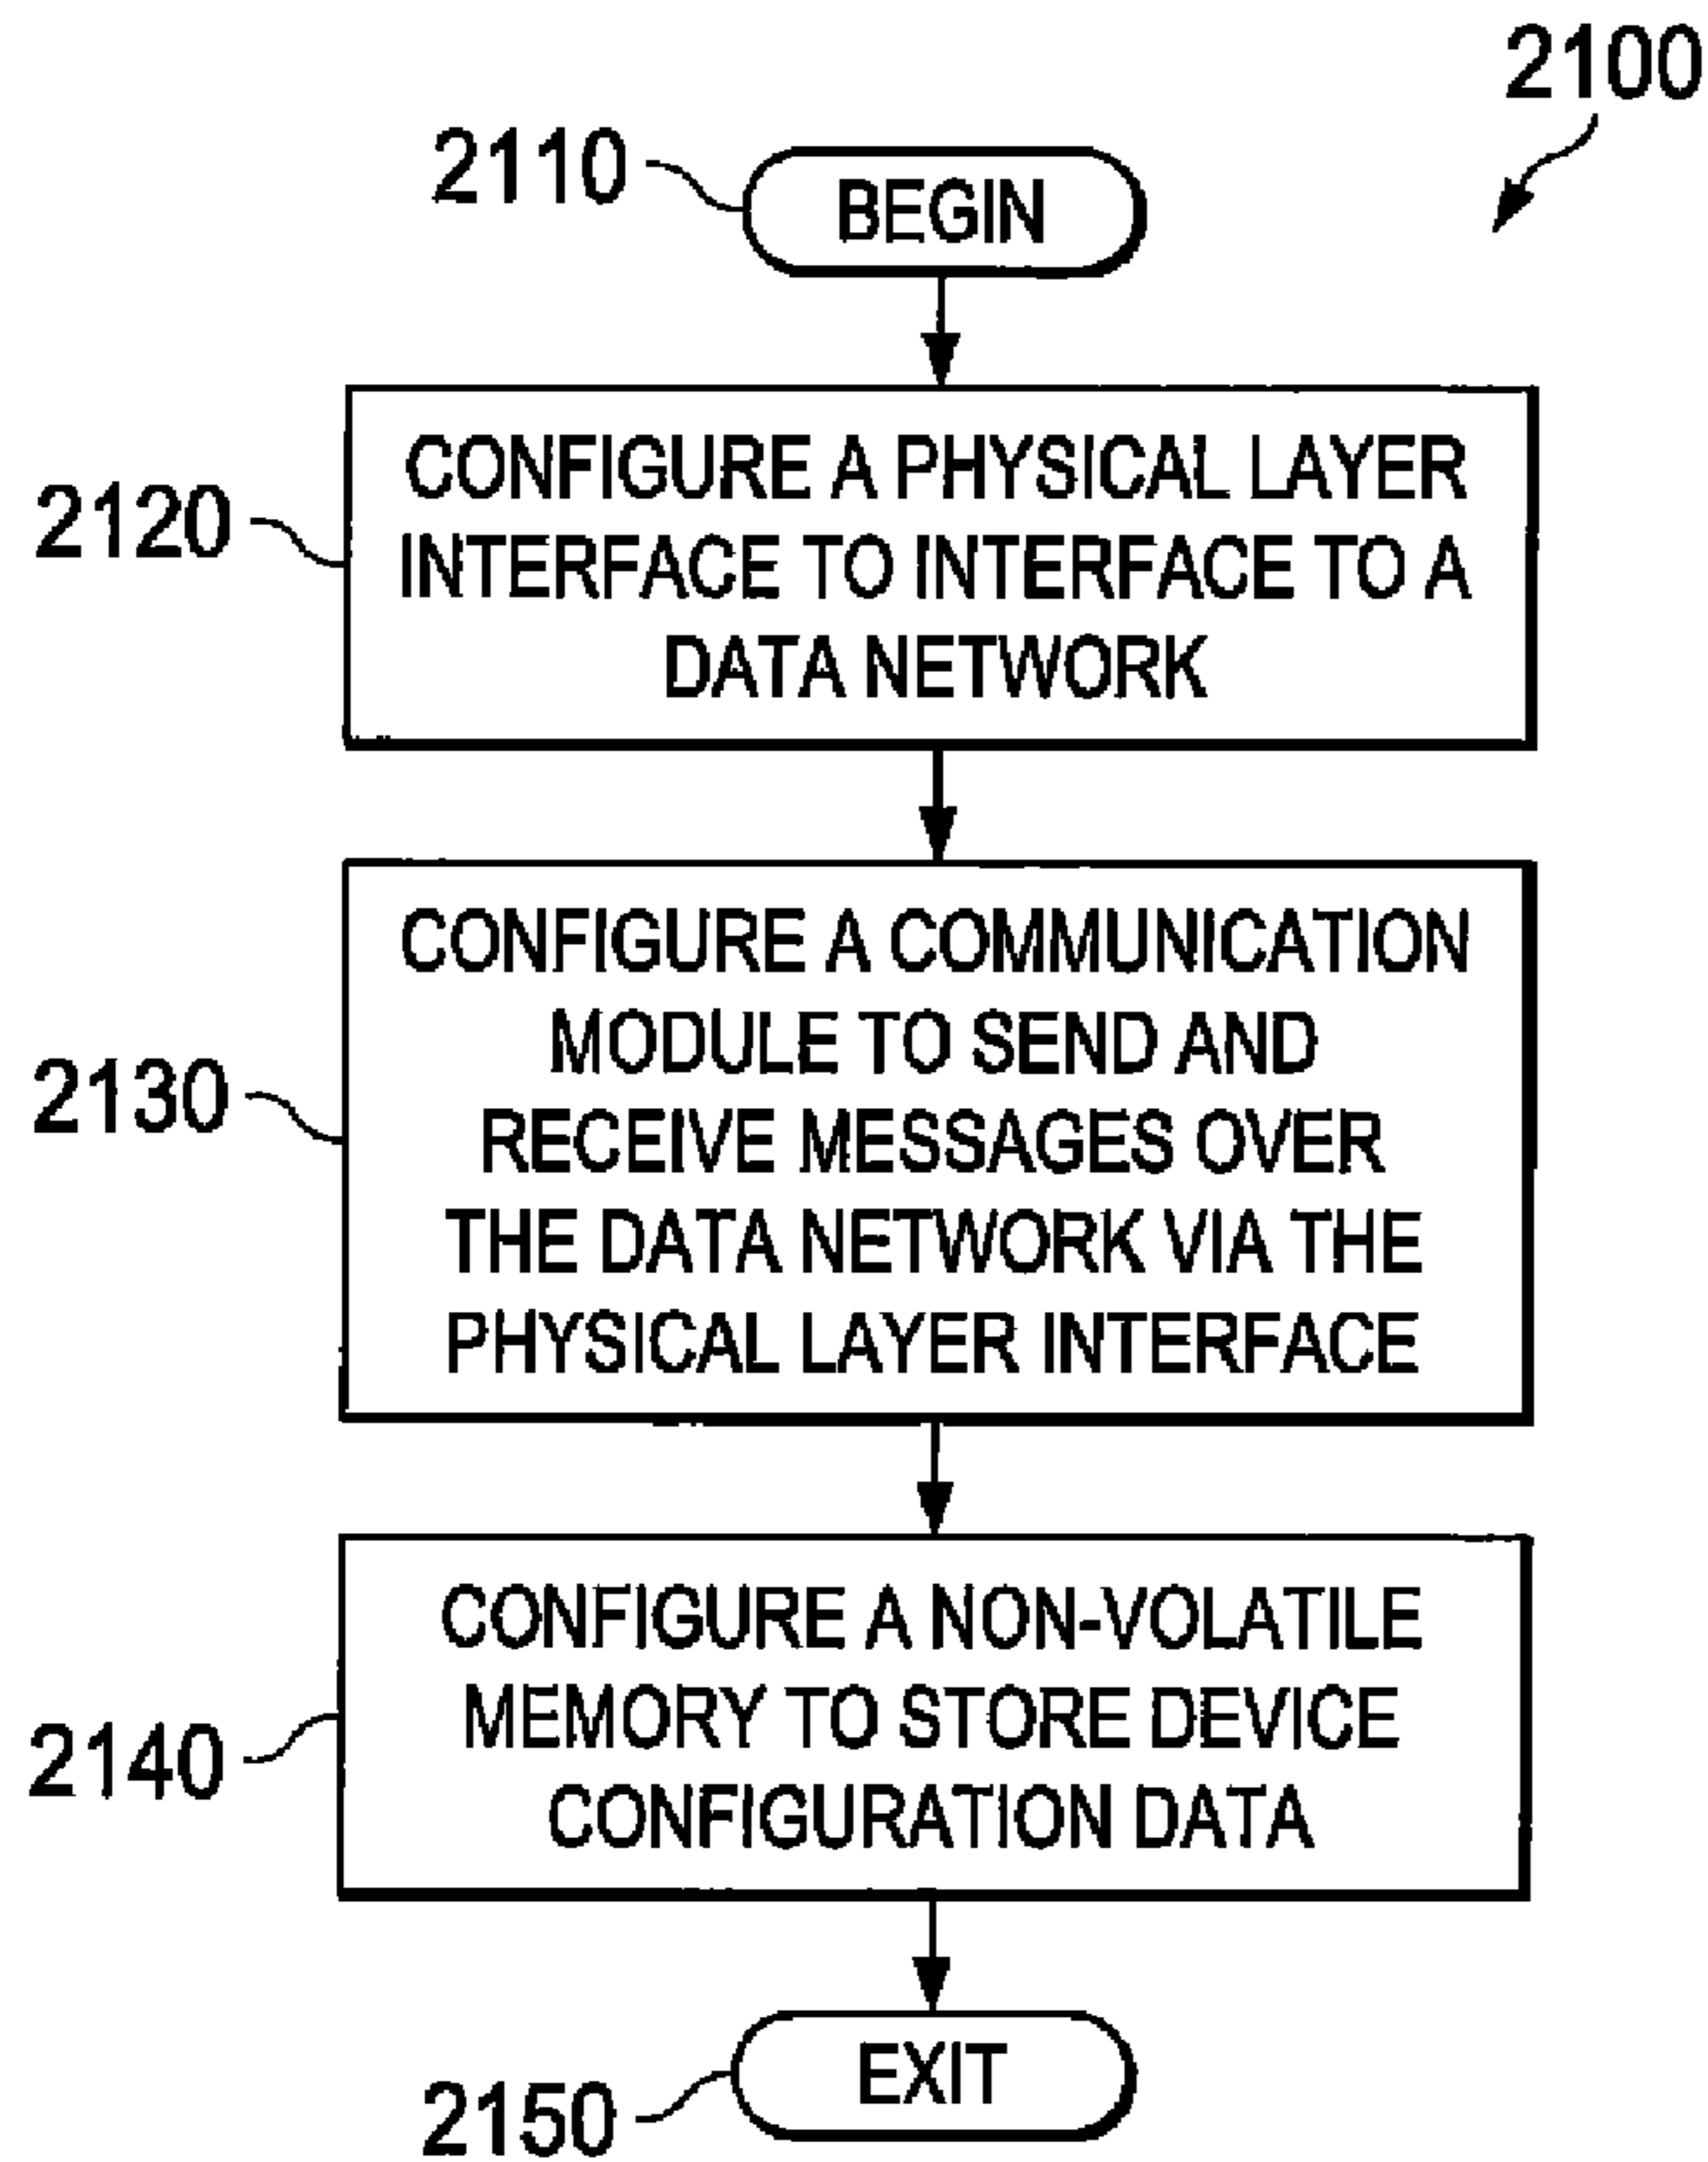 2100
2110
BEGIN
2120
CONFIGURE A PHYSICAL LAYER
INTERFACE TO INTERFACE TO A
DATA NETWORK
2130
CONFIGURE A COMMUNICATION
MODULE TO SEND AND
RECEIVE MESSAGES OVER
THE DATA NETWORK VIA THE
PHYSICAL LAYER INTERFACE
2140
CONFIGURE A NON-VOLATILE
MEMORY TO STORE DEVICE
CONFIGURATION DATA
2150
EXIT